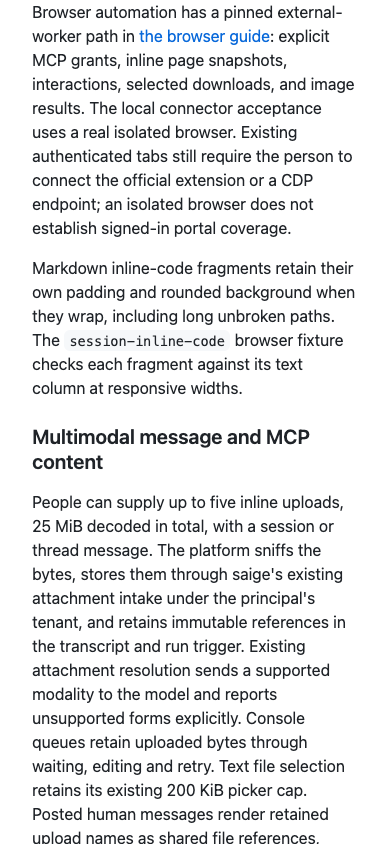 Browser automation has a pinned external-
worker path in the browser guide: explicit
MCP grants, inline page snapshots,
interactions, selected downloads, and image
results. The local connector acceptance
uses a real isolated browser. Existing
authenticated tabs still require the person to
connect the official extension or a CDP
endpoint; an isolated browser does not
establish signed-in portal coverage.
Markdown inline-code fragments retain their
own padding and rounded background when
they wrap, including long unbroken paths.
The session-inline-code browser fixture
checks each fragment against its text
column at responsive widths.
Multimodal message and MCP
content
People can supply up to five inline uploads,
25 MiB decoded in total, with a session or
thread message. The platform sniffs the
bytes, stores them through saige's existing
attachment intake under the principal's
tenant, and retains immutable references in
the transcript and run trigger. Existing
attachment resolution sends a supported
modality to the model and reports
unsupported forms explicitly. Console
queues retain uploaded bytes through
waiting, editing and retry. Text file selection
retains its existing 200 KiB picker cap.
Posted human messages render retained
upload names as shared file references,